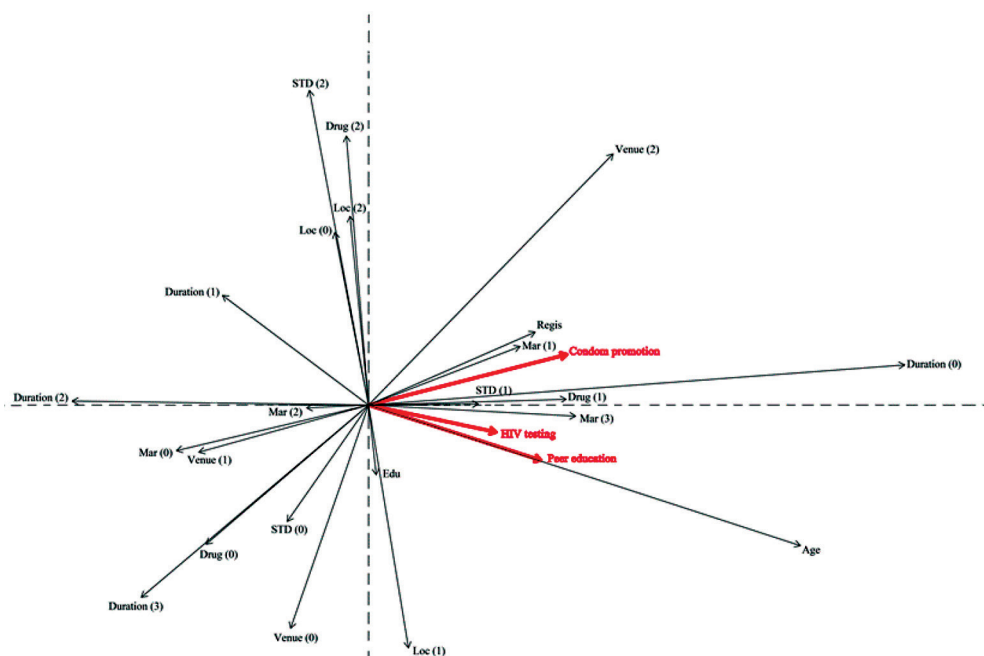 STD (2)
Drug (2)
Venue (2)
Loc (2)
Loc (0)
Duration (1)
Regis
Mar (1)
Condom promotion
Duration (0)
STD (1)
Duration (2)
Drug (1)
Mar (2)
Mar (3)
HIV testing
Mar (0)
Venue (1)
Peer education
Edu
STD (0)
Drug (0)
Age
Duration (3)
Venue (0)
Loc (1)